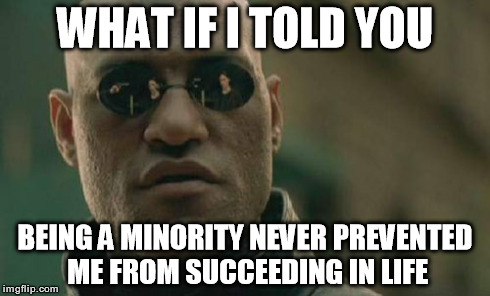 WHAT IF I TOLD YOU
BEING A MINORITY NEVER PREVENTED
ME FROM SUCCEEDING IN LIFE
imgflip.com